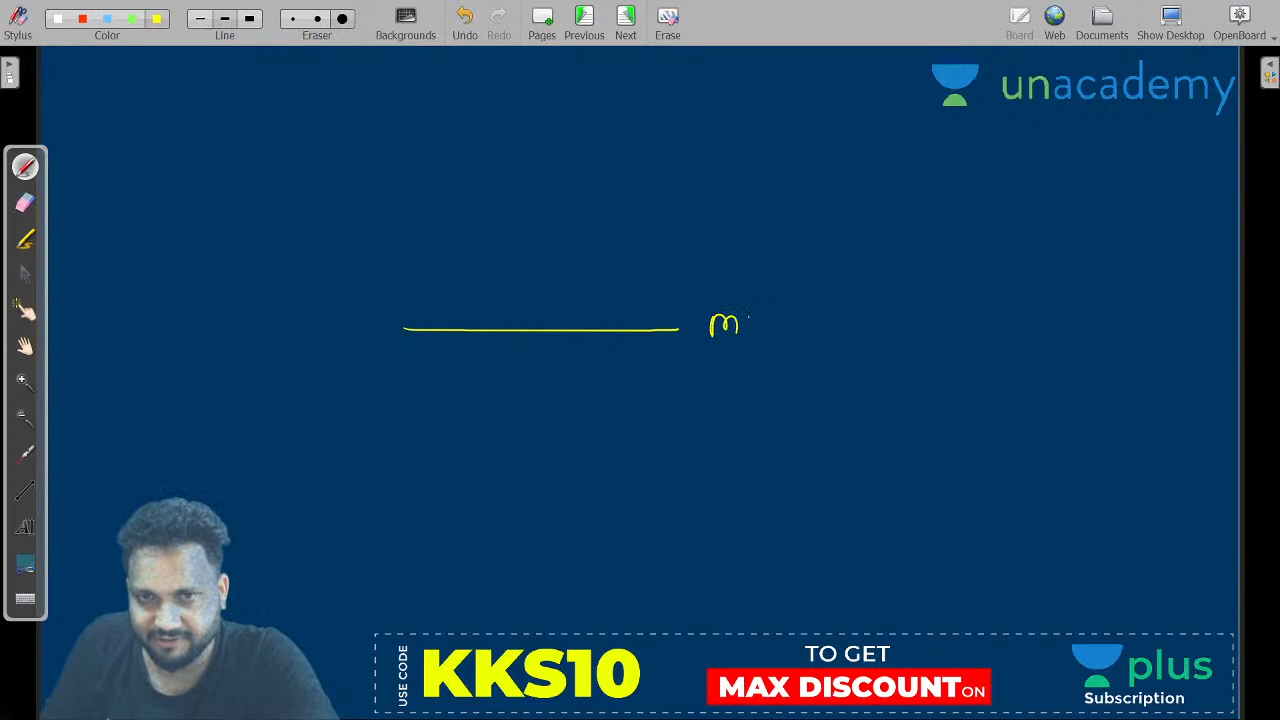 Stylus Color Line Eraser Backgrounds Undo Redo Pages Previous Next Erase Board Web Documents Show Desktop OpenBoard
unacademy
m
AI
USE CODE
KKS10
TO GET
MAX DISCOUNT ON
plus
Subscription